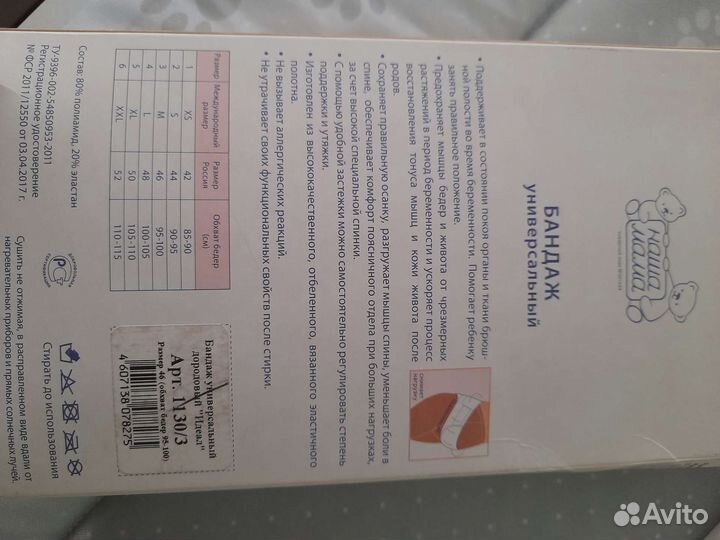 наша
мама
БАНДАЖ
универсальный
• Поддерживает в состоянии покоя органы и ткани брюш-
ной полости во время беременности. Помогает ребенку
занять правильное положение.
• Предохраняет мышцы бедер и живота от чрезмерных
растяжений в период беременности и ускоряет процесс
восстановления тонуса мышц и кожи живота после
родов.
• Сохраняет правильную осанку, разгружает мышцы спины, уменьшает боли в
спине, обеспечивает комфорт поясничного отдела при больших нагрузках,
за счет высокой специальной спинки.
• С помощью удобной застежки можно самостоятельно регулировать степень
поддержки и утяжки.
• Изготовлен из высококачественного, отбеленного, вязанного эластичного
полотна.
• Не вызывает аллергических реакций.
• Не утрачивает своих функциональных свойств после стирки.
снижает
нагрузку
Размер Международный размер Размер Россия Обхват бедер (см)
1 XS 42 85-90
2 S 44 90-95
3 M 46 95-100
4 L 48 100-105
5 XL 50 105-110
6 XXL 52 110-115
Состав: 80% полиамид, 20% эластан
ТУ-9396-002-54850953-2011
Регистрационное удостоверение
№ ФСР 2011/12550 от 03.04.2017 г.
Бандаж универсальный
дородовый "Идеал"
Арт. 1130/3
Размер 46 (обхват бедер 95-100)
4607138078275
Стирать до использования
Сушить не отжимая, в расправленном виде вдали от
нагревательных приборов и прямых солнечных лучей.
Avito